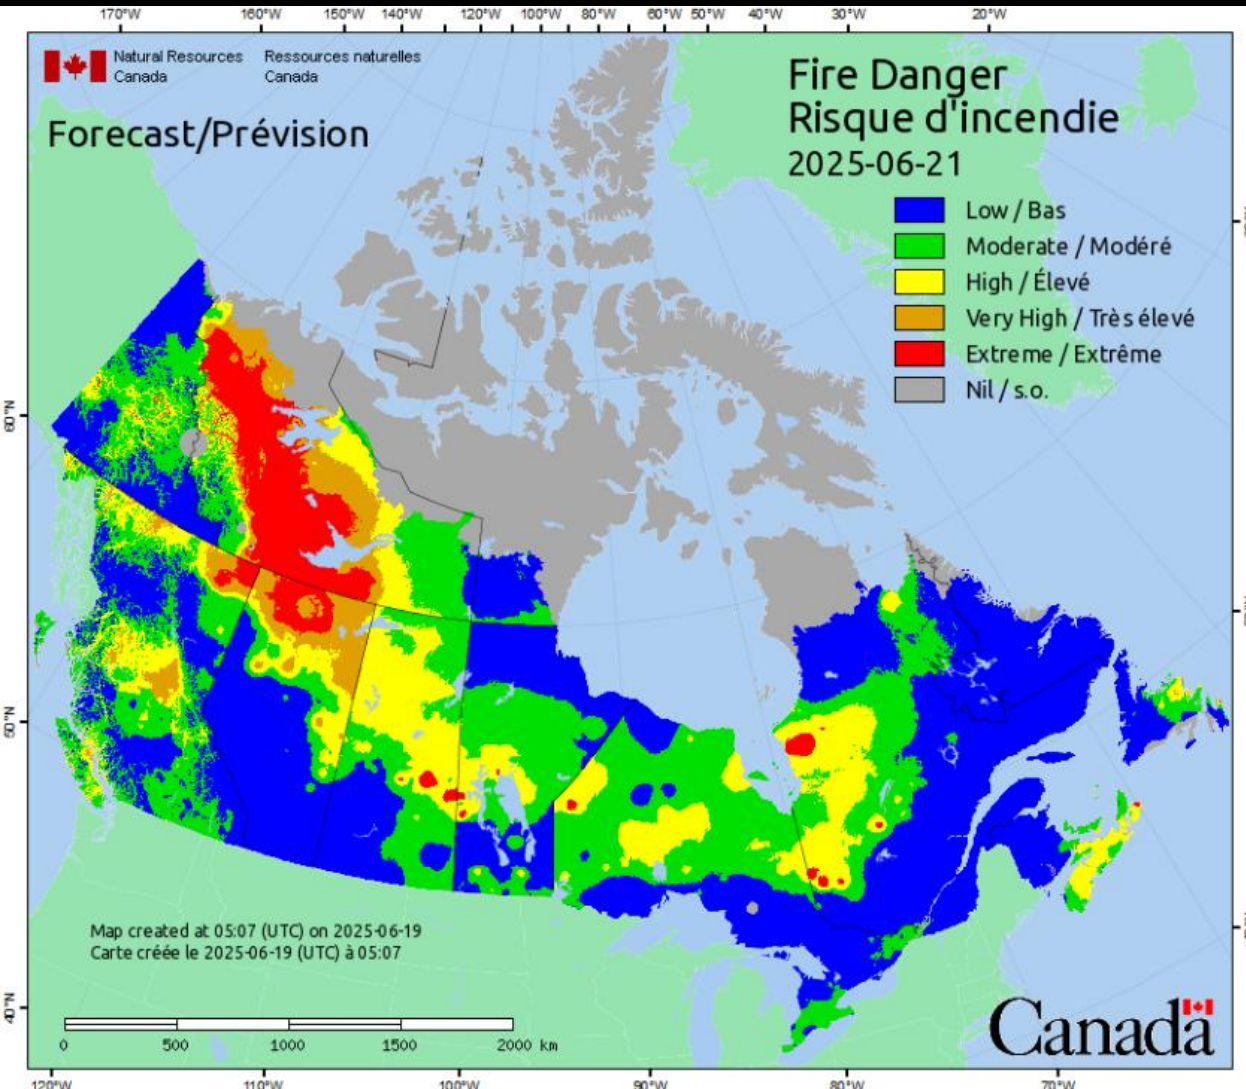 170°W 160°W 150°W 140°W 120°W 100°W 80°W 60°W 50°W 40°W 30°W 20°W
Natural Resources Ressources naturelles
Canada Canada
Forecast/Prévision
Fire Danger
Risque d'incendie
2025-06-21
Low / Bas
Moderate / Modéré
High / Élevé
Very High / Très élevé
Extreme / Extrême
Nil / s.o.
60°N
50°N
40°N
Map created at 05:07 (UTC) on 2025-06-19
Carte créée le 2025-06-19 (UTC) à 05:07
0 500 1000 1500 2000 km
Canada
120°W 110°W 100°W 90°W 80°W 70°W